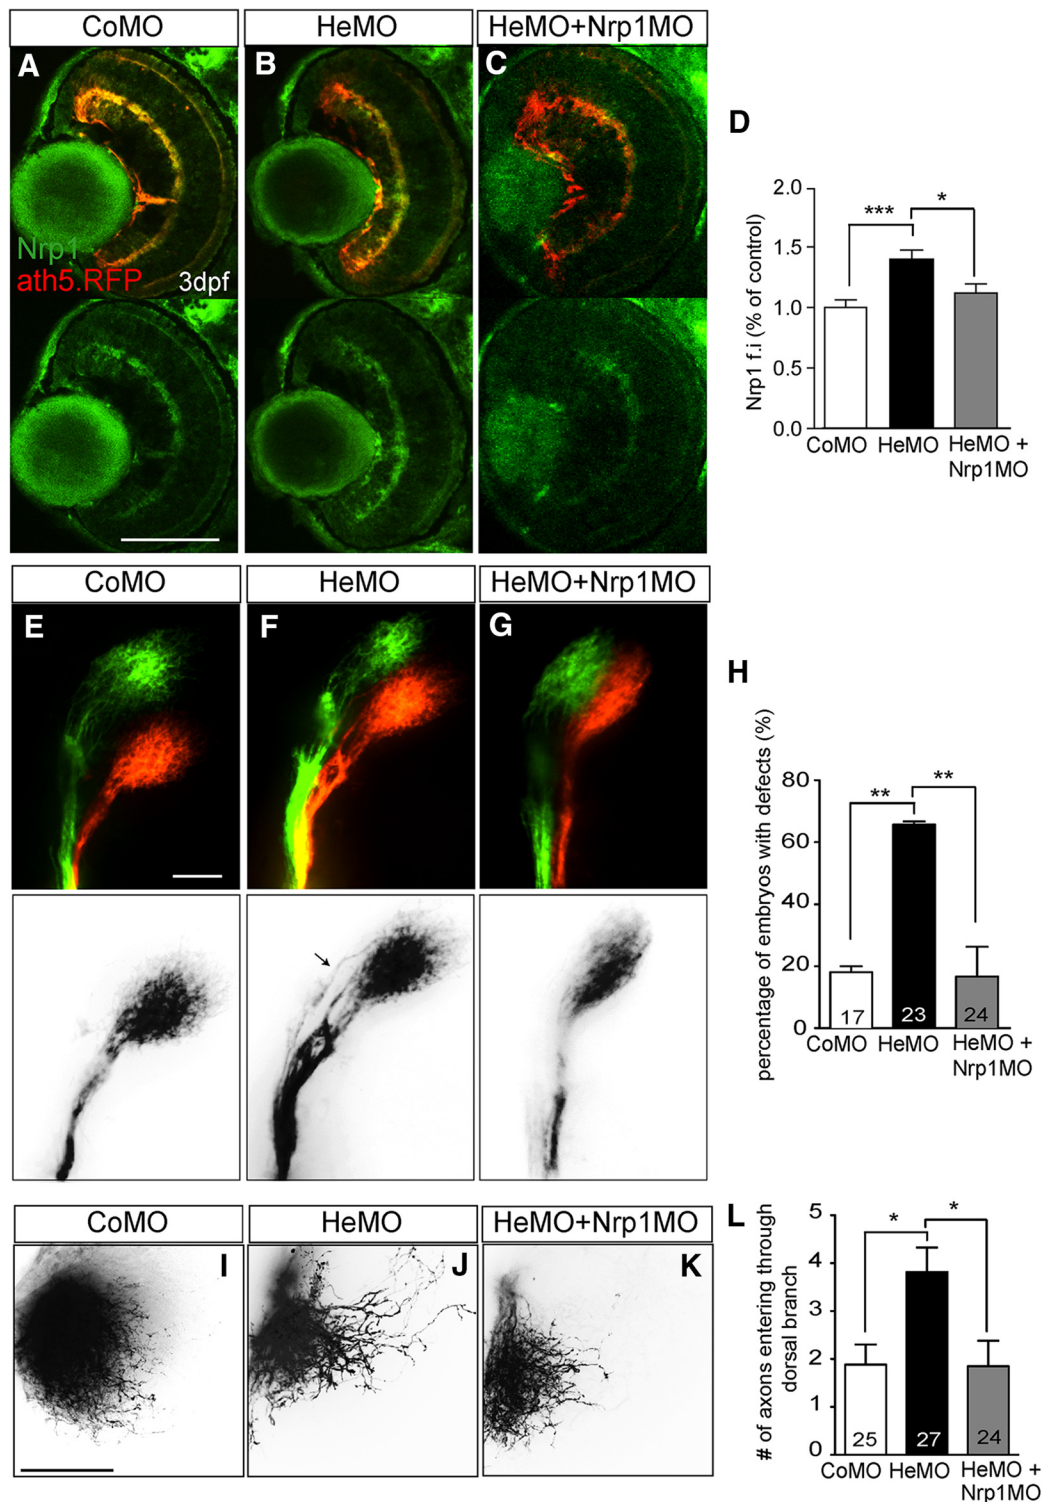 CoMO
HeMO
HeMO+Nrp1MO
A
B
C
Nrp1
ath5.RFP
3dpf
D
Nrp1 f.i (% of control)
2.0
1.5
1.0
0.5
0.0
***
*
CoMO
HeMO
HeMO +
Nrp1MO
CoMO
HeMO
HeMO+Nrp1MO
E
F
G
H
percentage of embryos with defects (%)
80
60
40
20
0
**
**
17
23
24
CoMO
HeMO
HeMO +
Nrp1MO
CoMO
HeMO
HeMO+Nrp1MO
I
J
K
L
# of axons entering through
dorsal branch
5
4
3
2
1
0
*
*
25
27
24
CoMO
HeMO
HeMO +
Nrp1MO